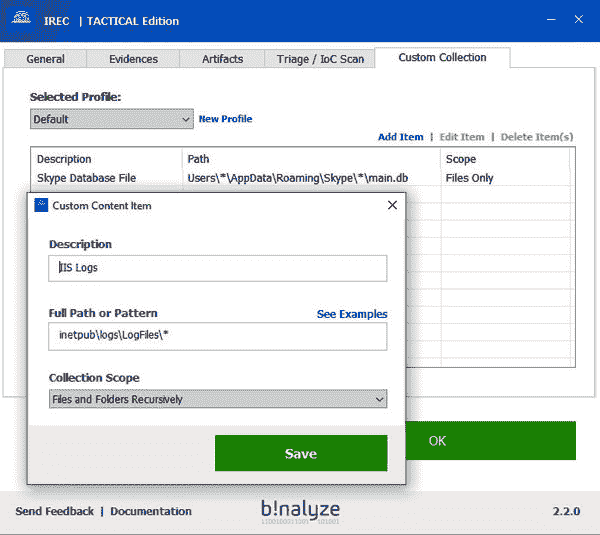 IREC | TACTICAL Edition
General
Evidences
Artifacts
Triage / IoC Scan
Custom Collection
Selected Profile:
Default
New Profile
Add Item | Edit Item | Delete Item(s)
Description Path Scope
Skype Database File Users\*\AppData\Roaming\Skype\*\main.db Files Only
Custom Content Item
Description
IIS Logs
Full Path or Pattern See Examples
inetpub\logs\LogFiles\*
Collection Scope
Files and Folders Recursively
Save
OK
Send Feedback | Documentation
b!nalyze
2.2.0